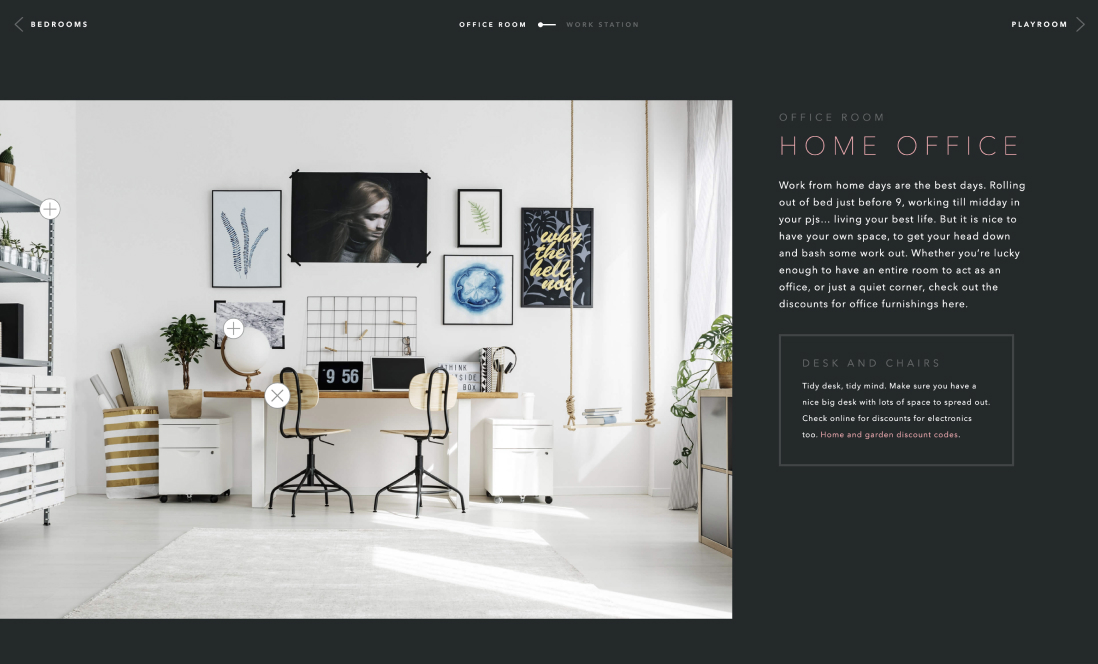 BEDROOMS
OFFICE ROOM
WORK STATION
PLAYROOM
why
the
hell
not
9 56
THINK
BOX
OFFICE ROOM
HOME OFFICE
Work from home days are the best days. Rolling
out of bed just before 9, working till midday in
your pjs... living your best life. But it is nice to
have your own space, to get your head down
and bash some work out. Whether you're lucky
enough to have an entire room to act as an
office, or just a quiet corner, check out the
discounts for office furnishings here.
DESK AND CHAIRS
Tidy desk, tidy mind. Make sure you have a
nice big desk with lots of space to spread out.
Check online for discounts for electronics
too. Home and garden discount codes.